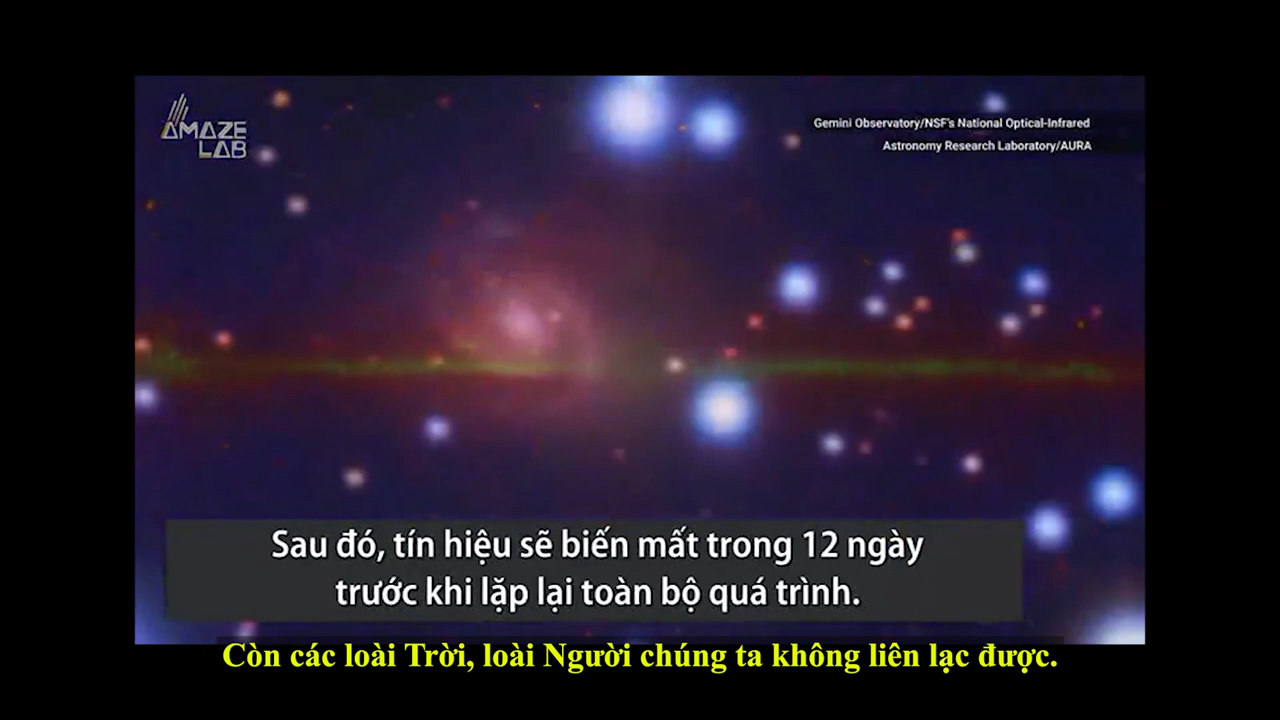 AMAZE
LAB
Gemini Observatory/NSF's National Optical-Infrared
Astronomy Research Laboratory/AURA
Sau đó, tín hiệu sẽ biến mất trong 12 ngày
trước khi lặp lại toàn bộ quá trình.
Còn các loài Trời, loài Người chúng ta không liên lạc được.